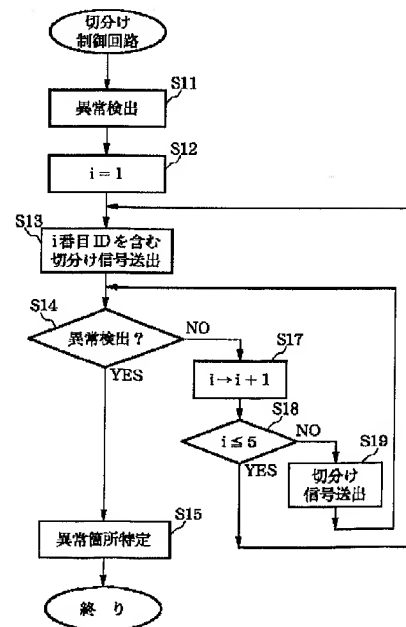 切分け
制御回路
S11
異常検出
S12
i＝1
S13
i番目IDを含む
切分け信号送出
S14
異常検出？
NO
YES
S17
i→i＋1
S18
i≦5
NO
YES
S19
切分け
信号送出
S15
異常箇所特定
終り